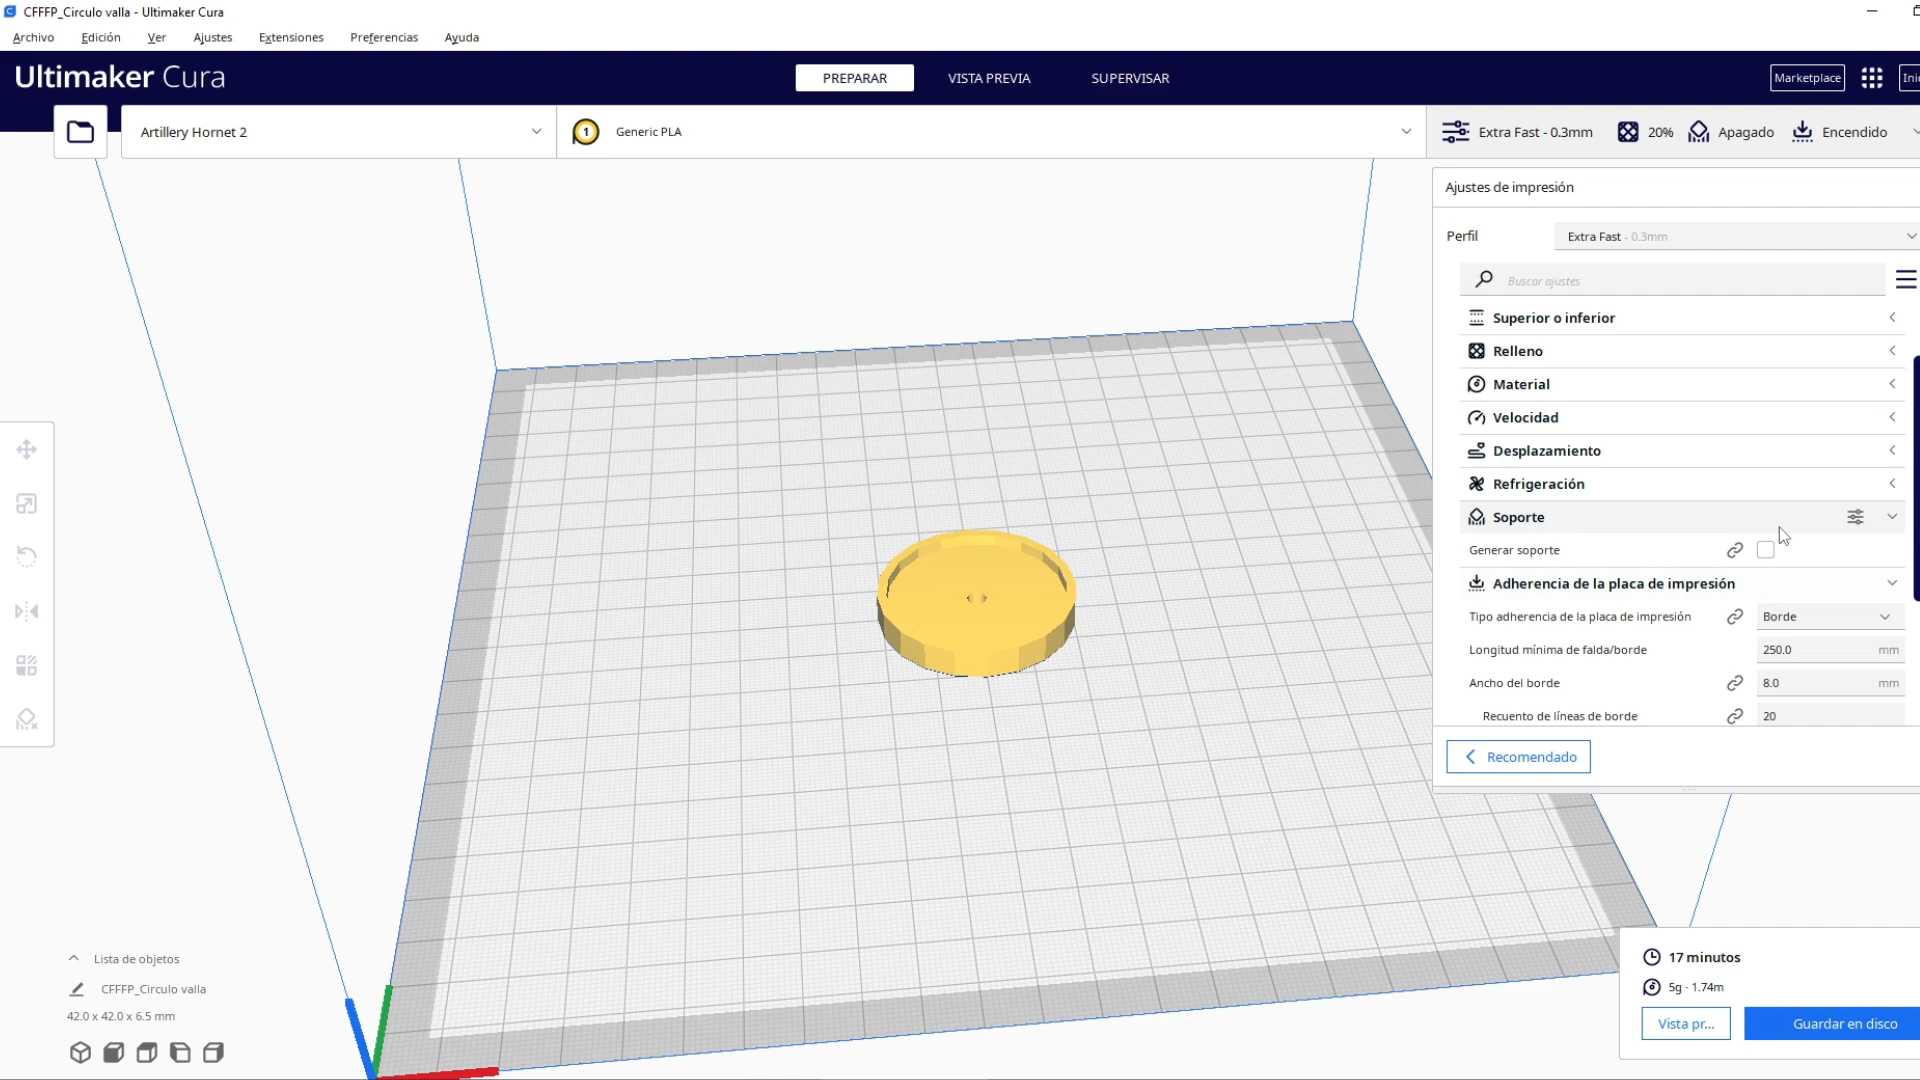 CFFFP_Circulo valla - Ultimaker Cura
Archivo Edición Ver Ajustes Extensiones Preferencias Ayuda
Ultimaker Cura
PREPARAR VISTA PREVIA SUPERVISAR
Marketplace
Artillery Hornet 2
1 Generic PLA
Extra Fast - 0.3mm 20% Apagado Encendido
Ajustes de impresión
Perfil Extra Fast - 0.3mm
Buscar ajustes
Superior o inferior
Relleno
Material
Velocidad
Desplazamiento
Refrigeración
Soporte
Generar soporte
Adherencia de la placa de impresión
Tipo adherencia de la placa de impresión Borde
Longitud mínima de falda/borde 250.0 mm
Ancho del borde 8.0 mm
Recuento de líneas de borde 20
Recomendado
Lista de objetos
CFFFP_Circulo valla
42.0 x 42.0 x 6.5 mm
17 minutos
5g · 1.74m
Vista pr... Guardar en disco